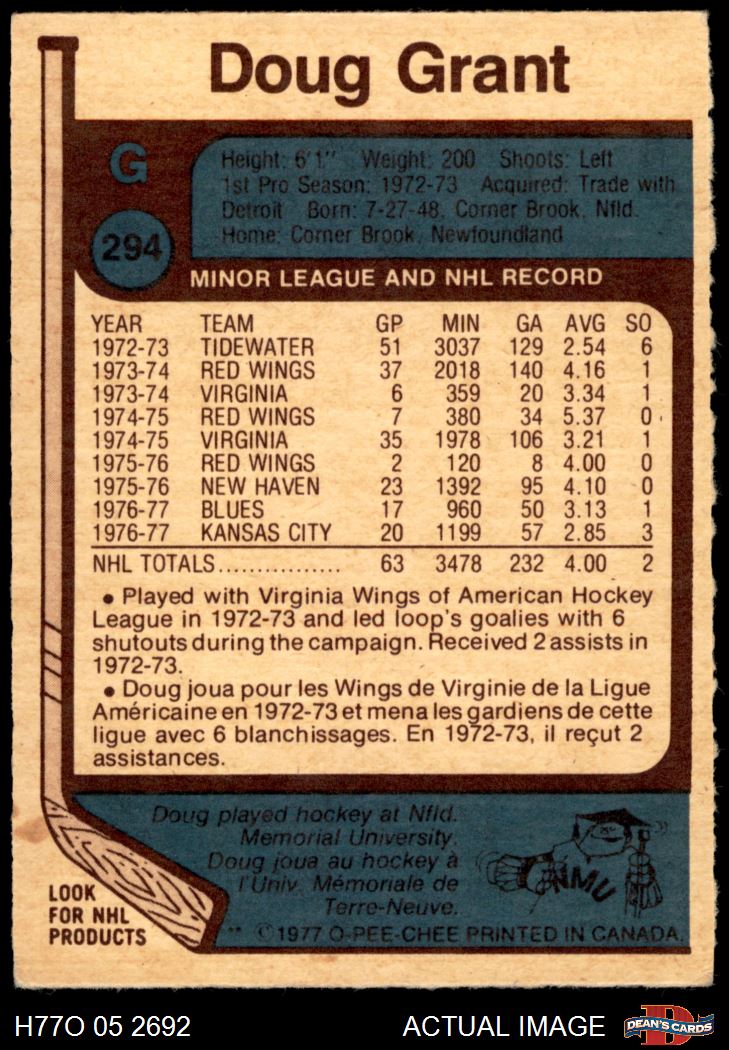 Doug Grant
G
294
Height: 6'1" Weight: 200 Shoots: Left
1st Pro Season: 1972-73 Acquired: Trade with
Detroit Born: 7-27-48, Corner Brook, Nfld.
Home: Corner Brook, Newfoundland
MINOR LEAGUE AND NHL RECORD
YEAR TEAM GP MIN GA AVG SO
1972-73 TIDEWATER 51 3037 129 2.54 6
1973-74 RED WINGS 37 2018 140 4.16 1
1973-74 VIRGINIA 6 359 20 3.34 1
1974-75 RED WINGS 7 380 34 5.37 0
1974-75 VIRGINIA 35 1978 106 3.21 1
1975-76 RED WINGS 2 120 8 4.00 0
1975-76 NEW HAVEN 23 1392 95 4.10 0
1976-77 BLUES 17 960 50 3.13 1
1976-77 KANSAS CITY 20 1199 57 2.85 3
NHL TOTALS................ 63 3478 232 4.00 2
• Played with Virginia Wings of American Hockey
League in 1972-73 and led loop's goalies with 6
shutouts during the campaign. Received 2 assists in
1972-73.
• Doug joua pour les Wings de Virginie de la Ligue
Américaine en 1972-73 et mena les gardiens de cette
ligue avec 6 blanchissages. En 1972-73, il reçut 2
assistances.
Doug played hockey at Nfld.
Memorial University.
Doug joua au hockey à
l'Univ. Mémoriale de
Terre-Neuve.
NMU
LOOK
FOR NHL
PRODUCTS
** ©1977 O-PEE-CHEE PRINTED IN CANADA.
H77O 05 2692 ACTUAL IMAGE
D
DEAN'S CARDS